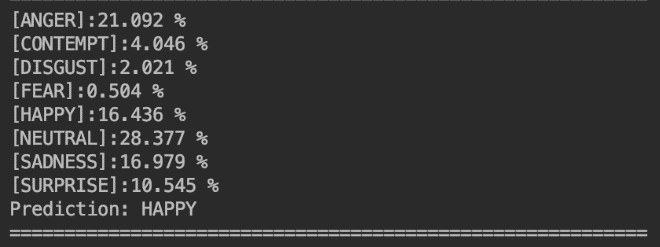 [ANGER]:21.092 %
[CONTEMPT]:4.046 %
[DISGUST]:2.021 %
[FEAR]:0.504 %
[HAPPY]:16.436 %
[NEUTRAL]:28.377 %
[SADNESS]:16.979 %
[SURPRISE]:10.545 %
Prediction: HAPPY
==========================================================